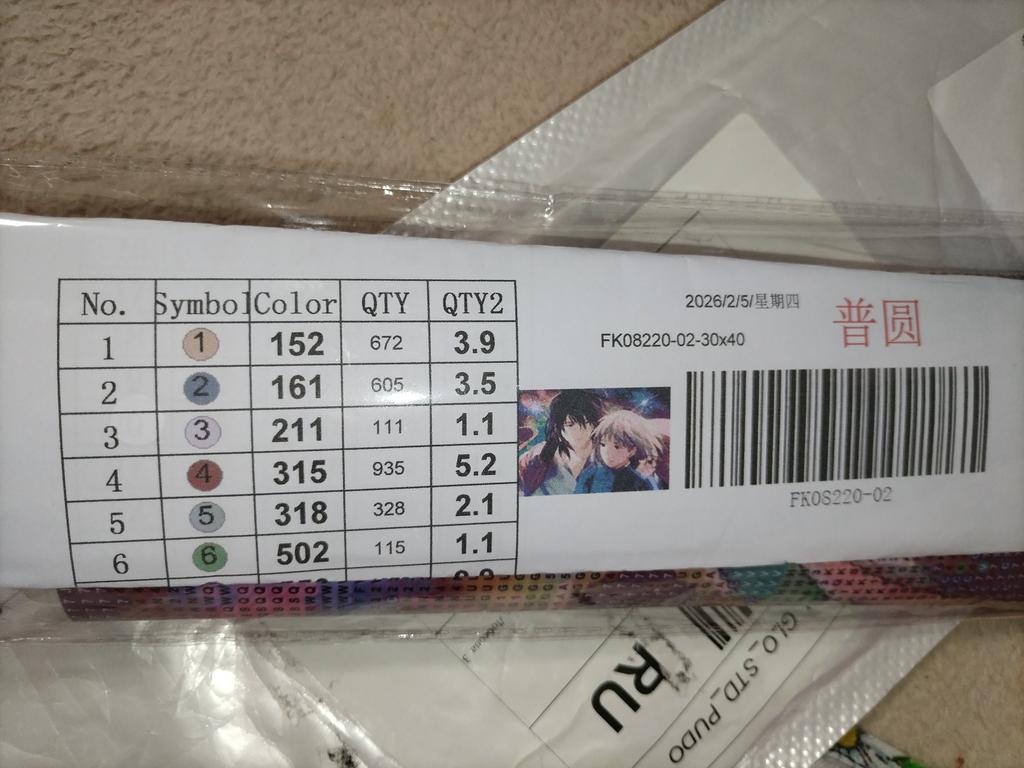 No. Symbol Color QTY QTY2
1 1 152 672 3.9
2 2 161 605 3.5
3 3 211 111 1.1
4 4 315 935 5.2
5 5 318 328 2.1
6 6 502 115 1.1
2026/2/5/星期四
普圆
FK08220-02-30x40
FK08220-02
RU
GLO_STD_PUDO